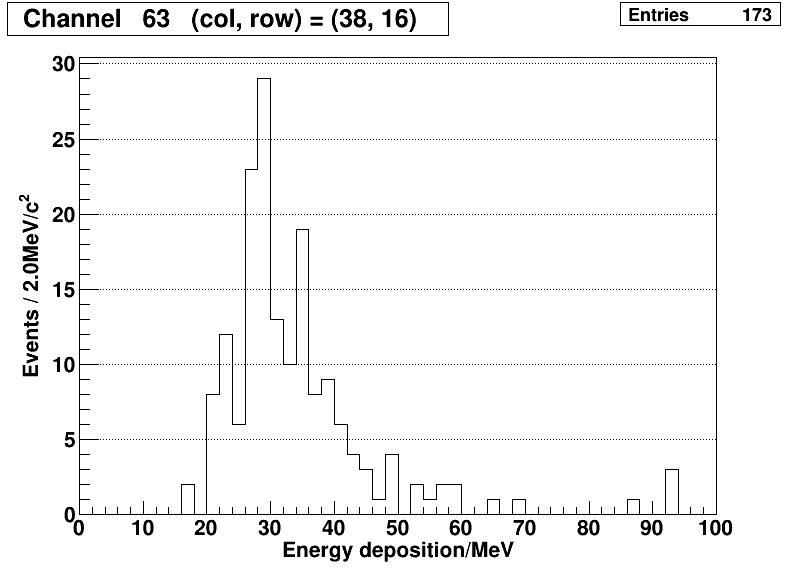 Channel 63 (col, row) = (38, 16)
Entries 173
30
25
20
15
10
5
0
Events / 2.0MeV/c2
0 10 20 30 40 50 60 70 80 90 100
Energy deposition/MeV